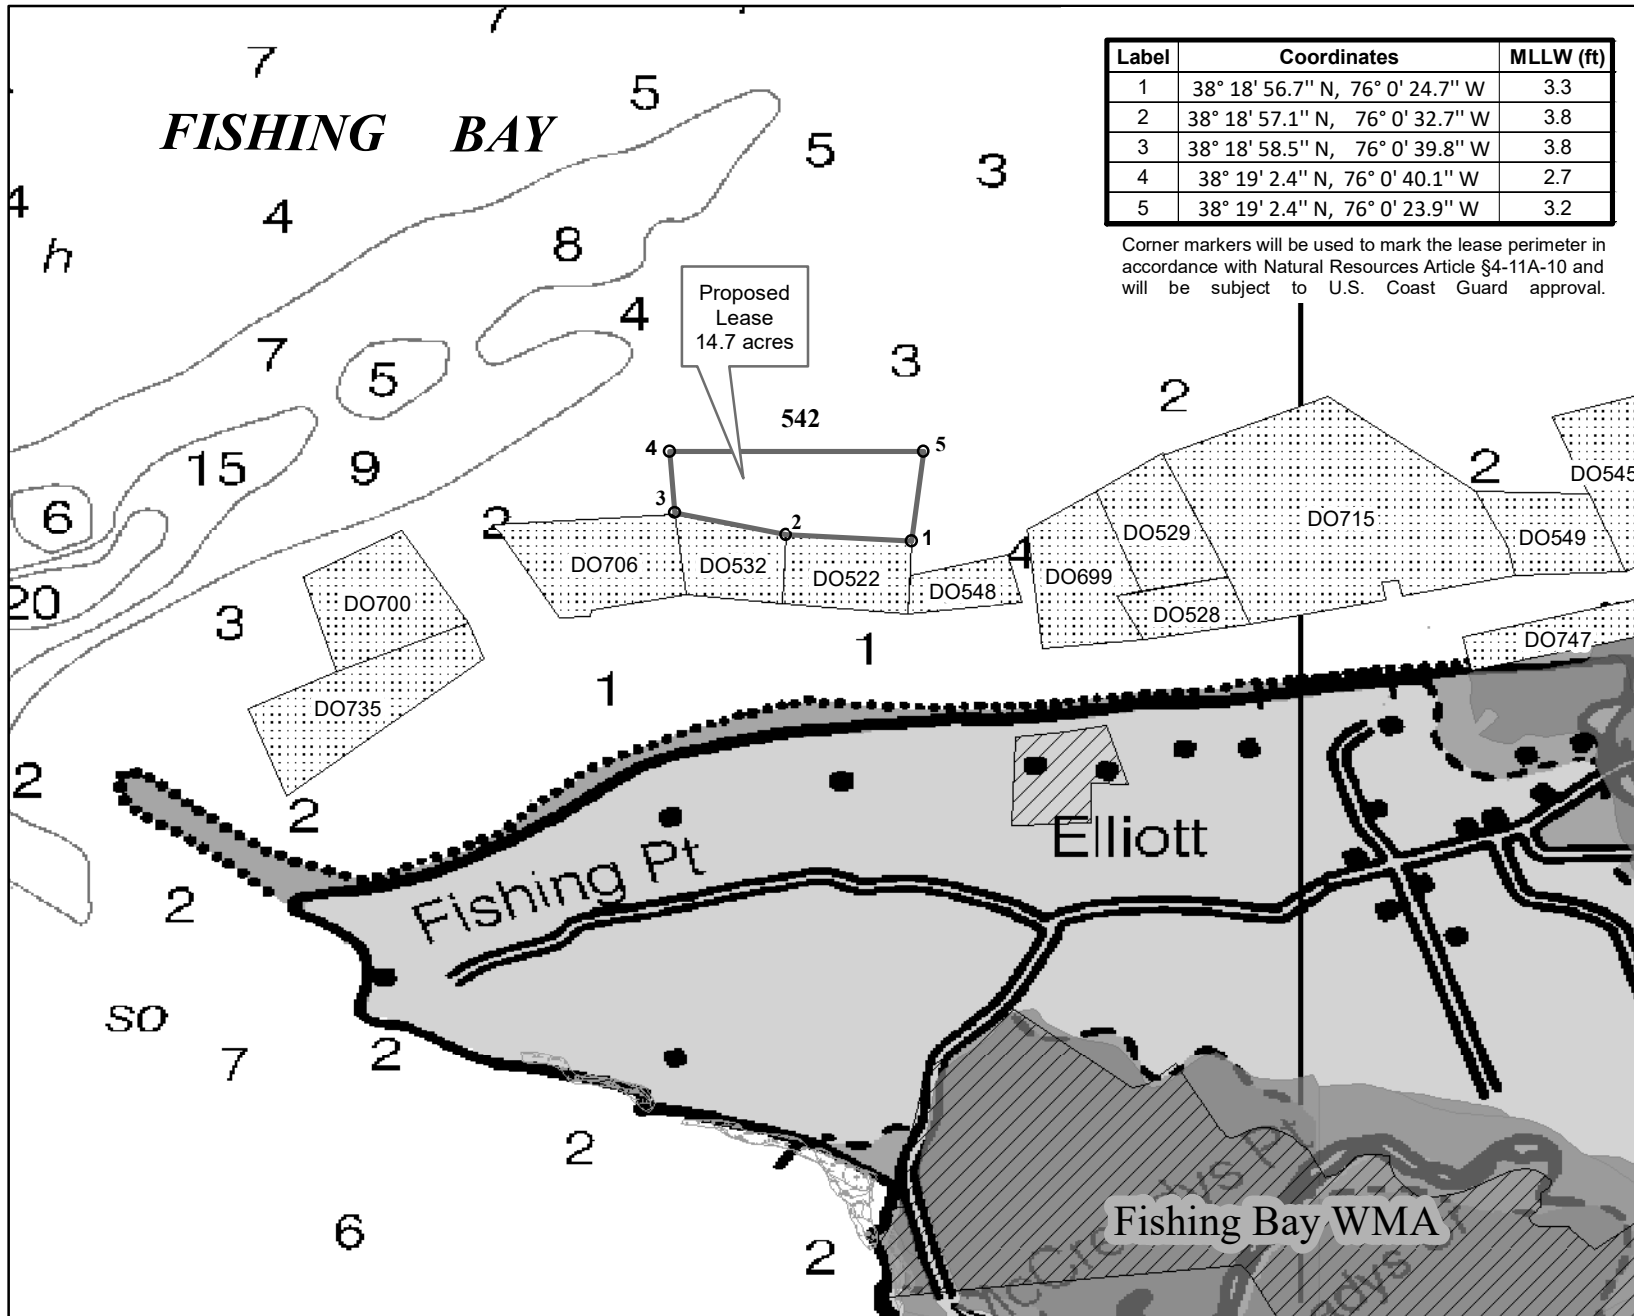 7
7
5
FISHING BAY
5
3
4
4
h
8
Label Coordinates MLLW (ft)
1 38° 18' 56.7'' N, 76° 0' 24.7'' W 3.3
2 38° 18' 57.1'' N, 76° 0' 32.7'' W 3.8
3 38° 18' 58.5'' N, 76° 0' 39.8'' W 3.8
4 38° 19' 2.4'' N, 76° 0' 40.1'' W 2.7
5 38° 19' 2.4'' N, 76° 0' 23.9'' W 3.2
Corner markers will be used to mark the lease perimeter in
accordance with Natural Resources Article §4-11A-10 and
will be subject to U.S. Coast Guard approval.
Proposed
Lease
14.7 acres
4
7
5
3
2
542
4
5
15
9
2
DO545
3
6
2
2
1
DO715
DO529
DO549
4
DO706
DO532
DO522
DO548
DO699
20
DO700
3
DO528
DO747
1
1
DO735
2
2
Elliott
Fishing Pt
2
so
7
2
2
6
2
McCreadys Pt
Fishing Bay WMA